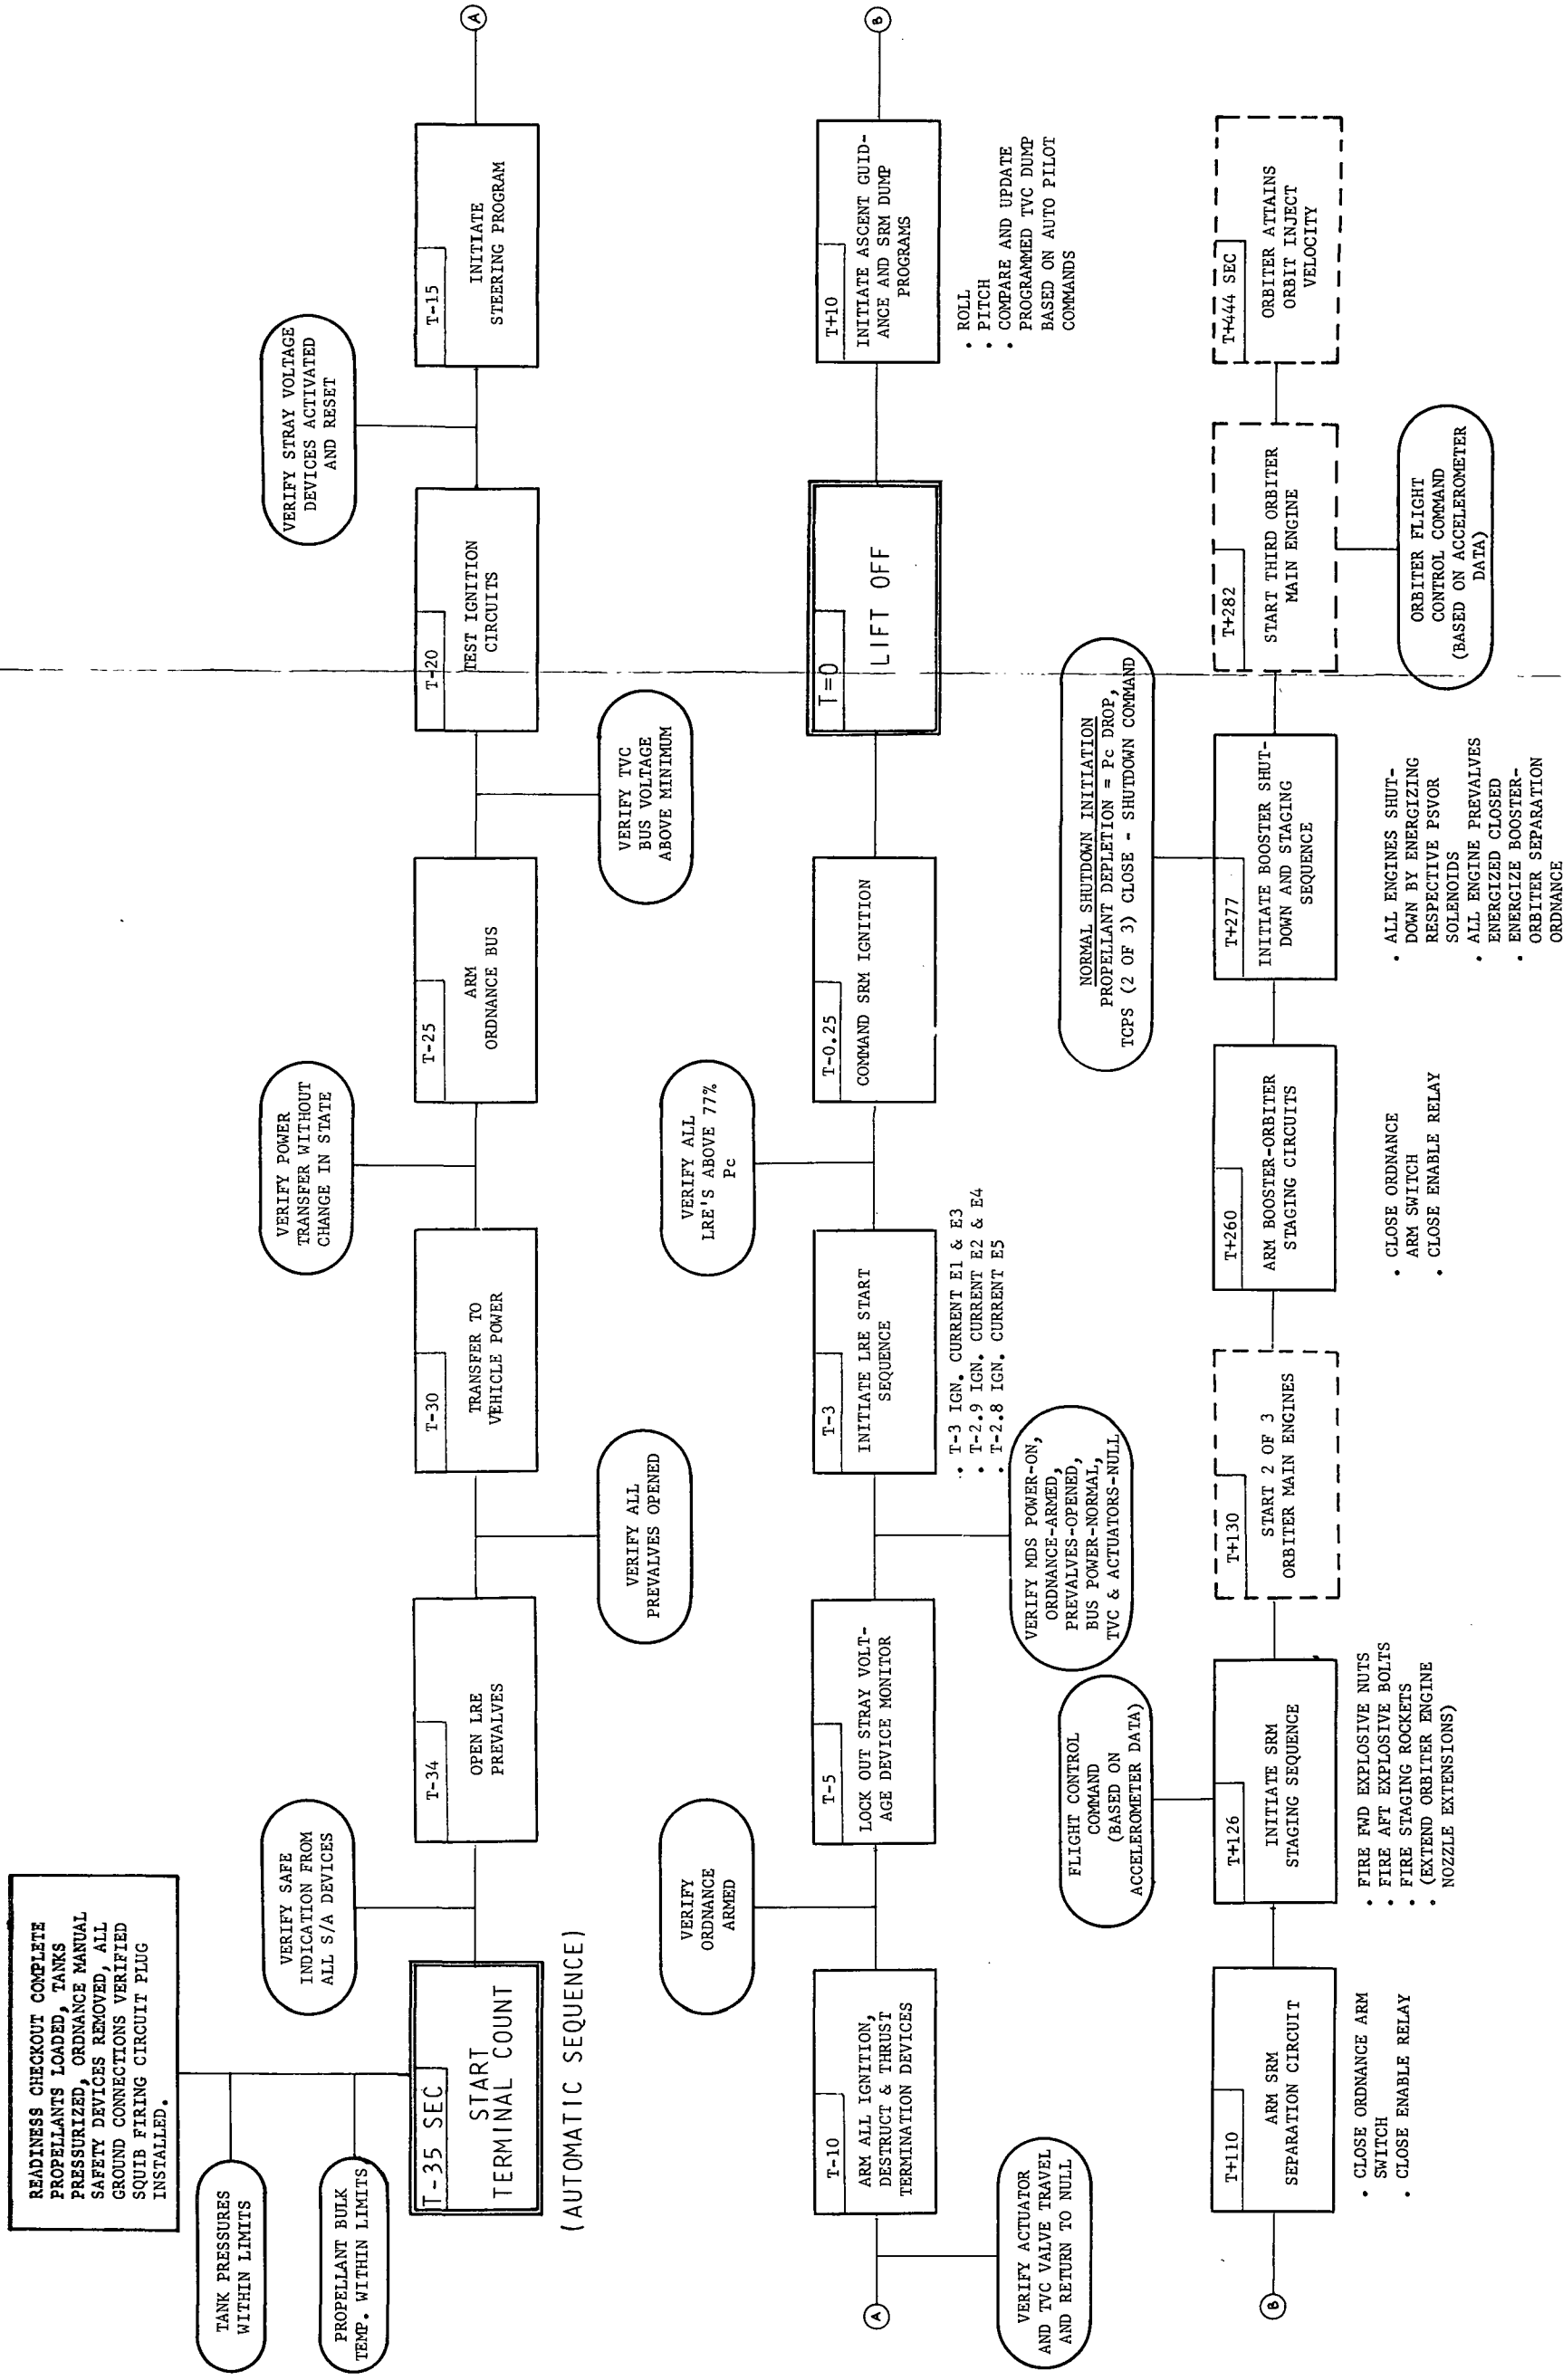 READINESS CHECKOUT COMPLETE
PROPELLANTS LOADED, TANKS
PRESSURIZED, ORDNANCE MANUAL
SAFETY DEVICES REMOVED, ALL
GROUND CONNECTIONS VERIFIED
SQUIB FIRING CIRCUIT PLUG
INSTALLED.
TANK PRESSURES
WITHIN LIMITS
PROPELLANT BULK
TEMP. WITHIN LIMITS
T-35 SEC
START
TERMINAL COUNT
(AUTOMATIC SEQUENCE)
VERIFY SAFE
INDICATION FROM
ALL S/A DEVICES
T-34
OPEN LRE
PREVALVES
VERIFY ALL
PREVALVES OPENED
T-30
TRANSFER TO
VEHICLE POWER
VERIFY POWER
TRANSFER WITHOUT
CHANGE IN STATE
T-25
ARM
ORDNANCE BUS
VERIFY TVC
BUS VOLTAGE
ABOVE MINIMUM
T-20
TEST IGNITION
CIRCUITS
VERIFY STRAY VOLTAGE
DEVICES ACTIVATED
AND RESET
T-15
INITIATE
STEERING PROGRAM
A
A
VERIFY ACTUATOR
AND TVC VALVE TRAVEL
AND RETURN TO NULL
T-10
ARM ALL IGNITION,
DESTRUCT & THRUST
TERMINATION DEVICES
VERIFY
ORDNANCE
ARMED
T-5
LOCK OUT STRAY VOLT-
AGE DEVICE MONITOR
VERIFY MDS POWER-ON,
ORDNANCE-ARMED,
PREVALVES-OPENED,
BUS POWER-NORMAL,
TVC & ACTUATORS-NULL
T-3
INITIATE LRE START
SEQUENCE
• T-3 IGN. CURRENT E1 & E3
• T-2.9 IGN. CURRENT E2 & E4
• T-2.8 IGN. CURRENT E5
VERIFY ALL
LRE'S ABOVE 77%
Pc
T-0.25
COMMAND SRM IGNITION
T=0
LIFT OFF
T+10
INITIATE ASCENT GUID-
ANCE AND SRM DUMP
PROGRAMS
• ROLL
• PITCH
• COMPARE AND UPDATE
PROGRAMMED TVC DUMP
BASED ON AUTO PILOT
COMMANDS
B
B
T+110
ARM SRM
SEPARATION CIRCUIT
• CLOSE ORDNANCE ARM
SWITCH
• CLOSE ENABLE RELAY
FLIGHT CONTROL
COMMAND
(BASED ON
ACCELEROMETER DATA)
T+126
INITIATE SRM
STAGING SEQUENCE
• FIRE FWD EXPLOSIVE NUTS
• FIRE AFT EXPLOSIVE BOLTS
• FIRE STAGING ROCKETS
• (EXTEND ORBITER ENGINE
NOZZLE EXTENSIONS)
T+130
START 2 OF 3
ORBITER MAIN ENGINES
T+260
ARM BOOSTER-ORBITER
STAGING CIRCUITS
• CLOSE ORDNANCE
ARM SWITCH
• CLOSE ENABLE RELAY
NORMAL SHUTDOWN INITIATION
PROPELLANT DEPLETION = Pc DROP,
TCPS (2 OF 3) CLOSE - SHUTDOWN COMMAND
T+277
INITIATE BOOSTER SHUT-
DOWN AND STAGING
SEQUENCE
• ALL ENGINES SHUT-
DOWN BY ENERGIZING
RESPECTIVE PSVOR
SOLENOIDS
• ALL ENGINE PREVALVES
ENERGIZED CLOSED
• ENERGIZE BOOSTER-
ORBITER SEPARATION
ORDNANCE
T+282
START THIRD ORBITER
MAIN ENGINE
ORBITER FLIGHT
CONTROL COMMAND
(BASED ON ACCELEROMETER
DATA)
T+444 SEC
ORBITER ATTAINS
ORBIT INJECT
VELOCITY